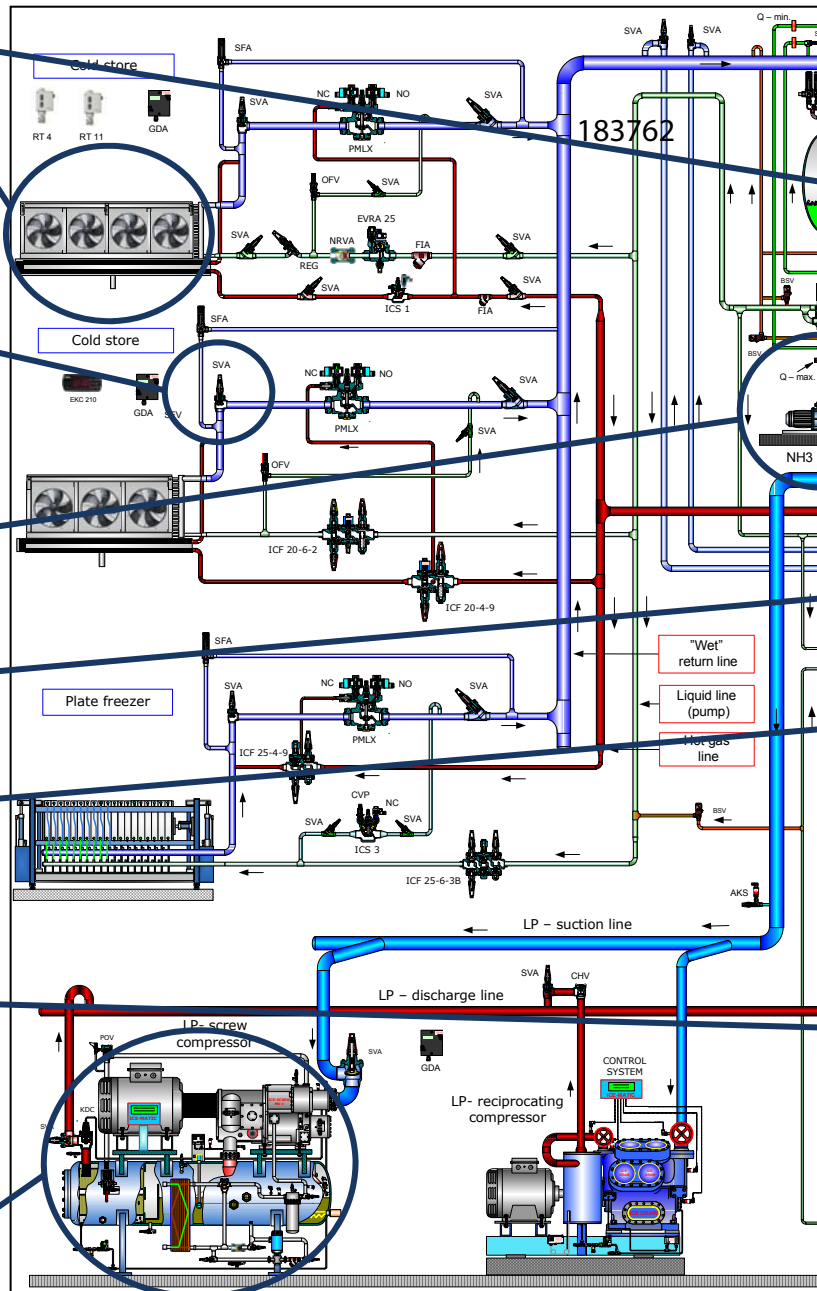 Q – min.
SVA
SVA
SVA
SFA
Cold store
NC
NO
SVA
SVA
RT 4
RT 11
GDA
PMLX
183762
OFV
SVA
EVRA 25
SVA
NRVA
FIA
SVA
REG
SVA
ICS 1
FIA
BSV
SFA
Cold store
SVA
NC
NO
SVA
BSV
EKC 210
GDA
Q – max.
PMLX
SVA
NH3
OFV
ICF 20-6-2
ICF 20-4-9
SFA
"Wet"
return line
SVA
NC
NO
SVA
Plate freezer
Liquid line
(pump)
PMLX
ICF 25-4-9
Hot gas
line
CVP
NC
SVA
SVA
BSV
ICS 3
ICF 25-6-3B
AKS
LP – suction line
SVA
CHV
LP – discharge line
LP- screw
compressor
POV
SVA
GDA
CONTROL
SYSTEM
ICE-MATIC
LP- reciprocating
compressor
KDC
ICE-MATIC